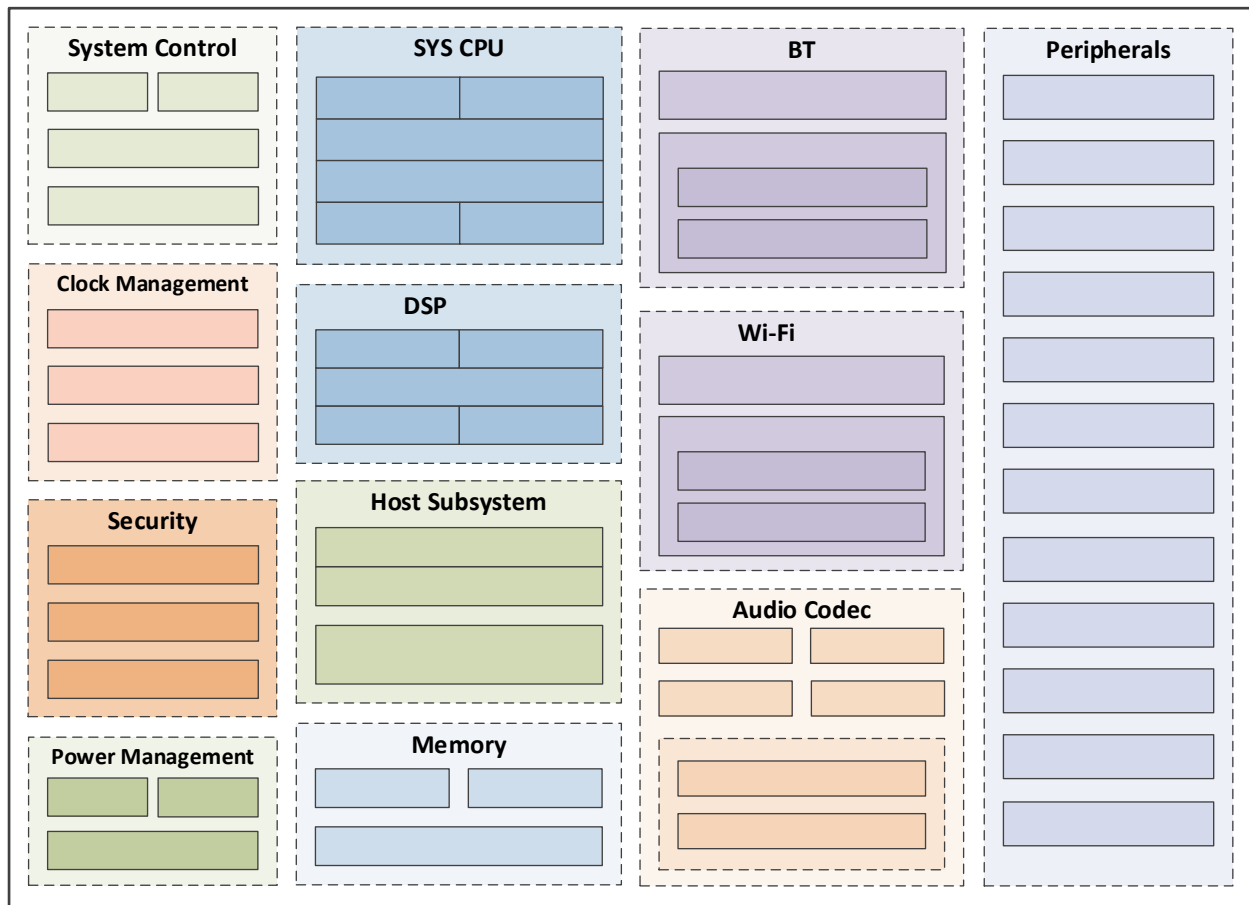 System Control
SYS CPU
BT
Peripherals
Clock Management
DSP
Wi-Fi
Security
Host Subsystem
Audio Codec
Power Management
Memory